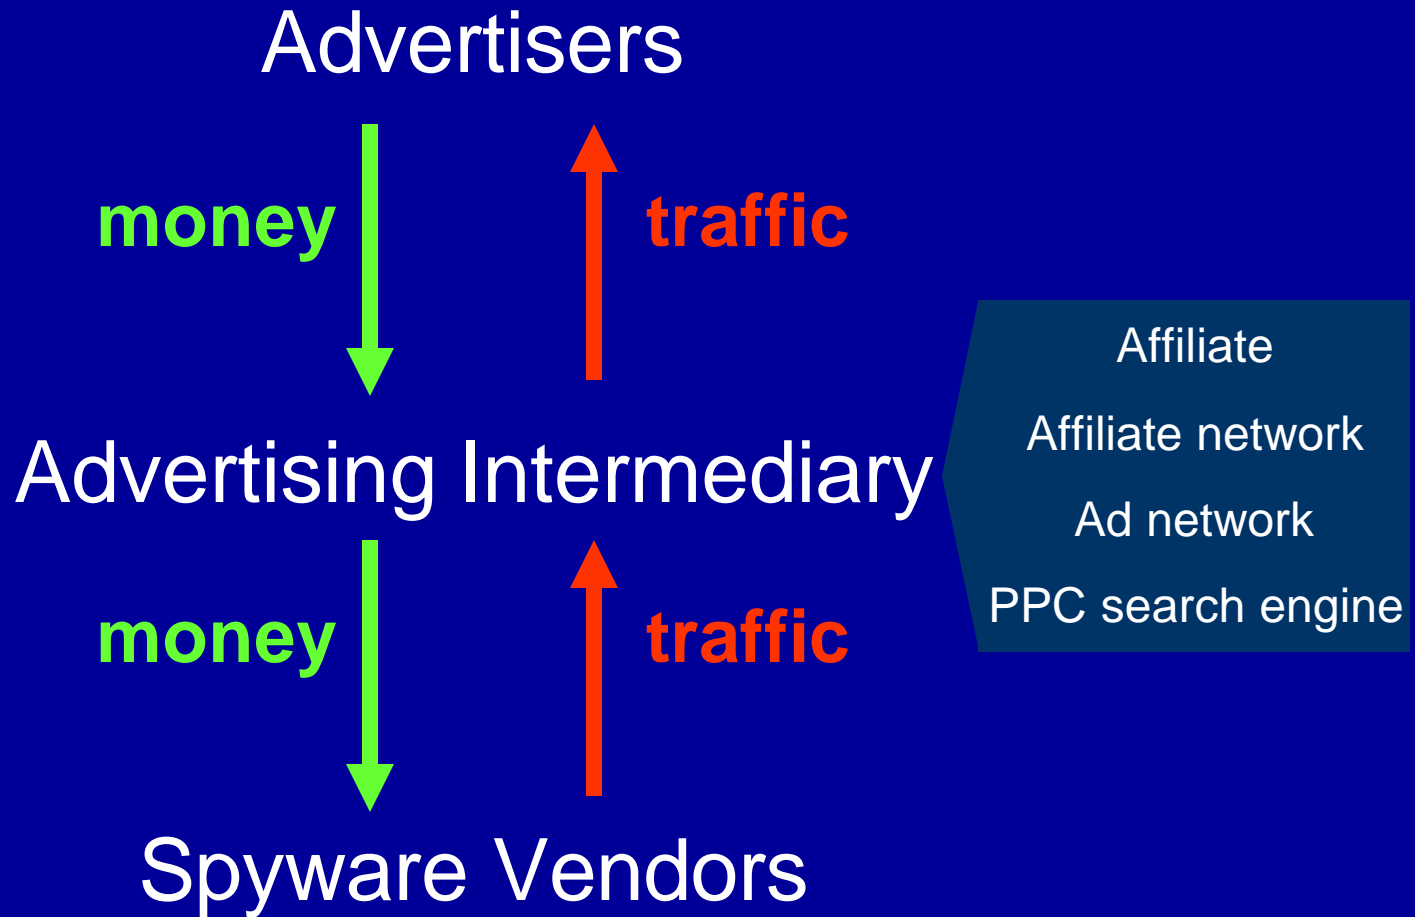 Advertisers
money
traffic
Affiliate
Affiliate network
Advertising Intermediary
Ad network
PPC search engine
money
traffic
Spyware Vendors